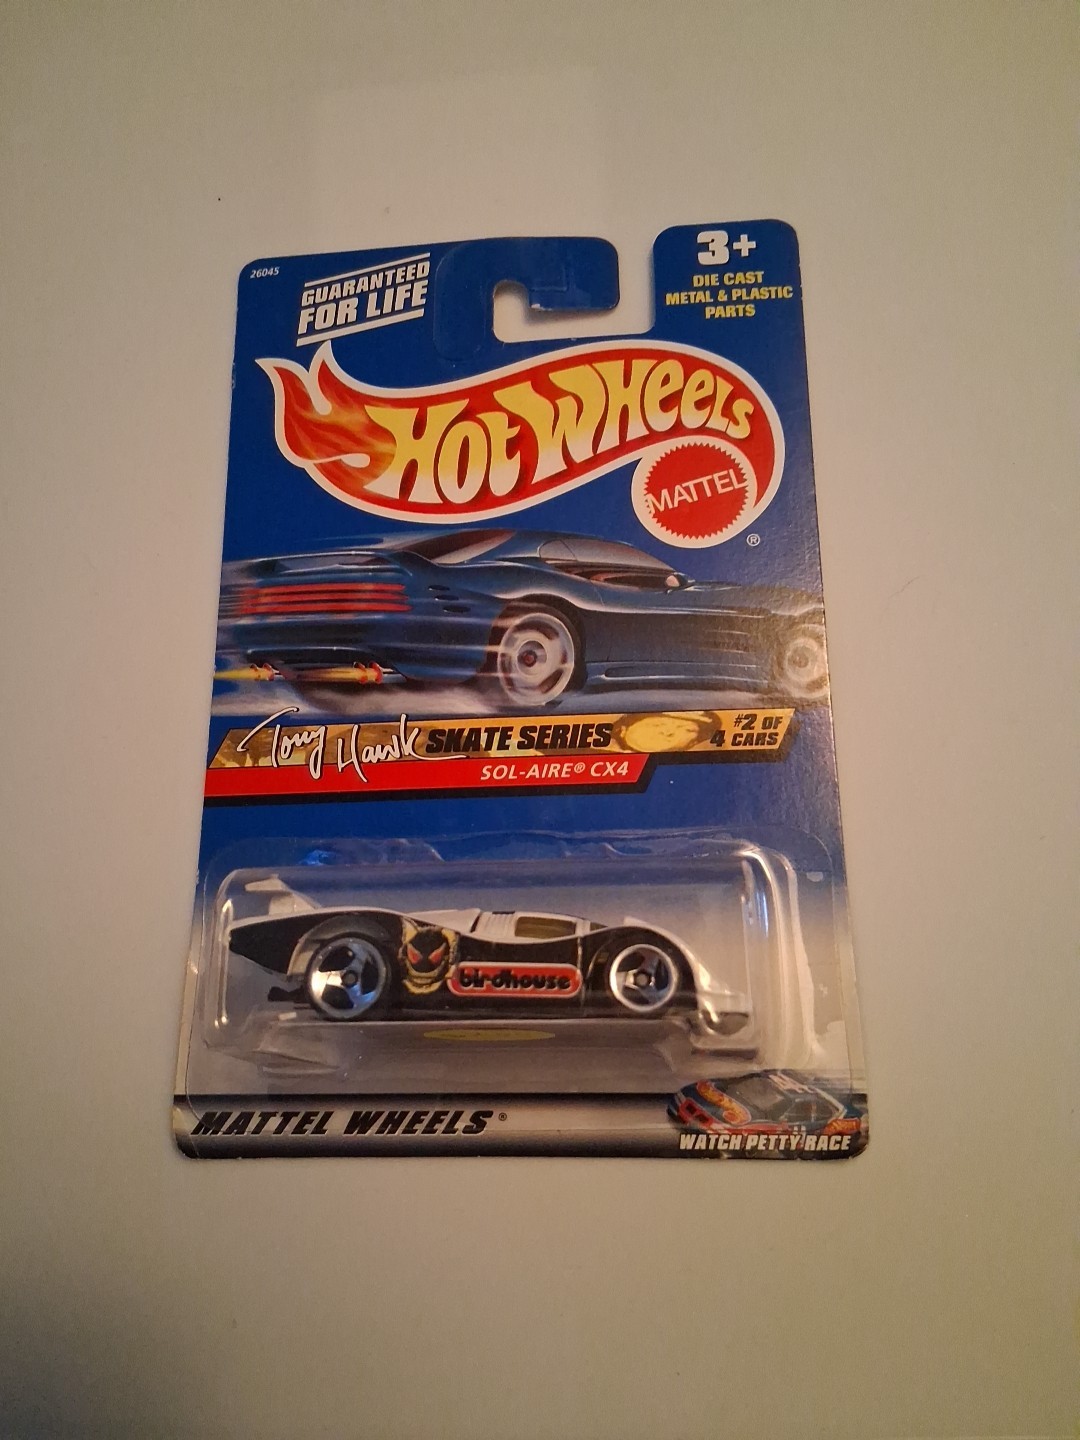 26045
GUARANTEED
FOR LIFE
3+
DIE CAST
METAL & PLASTIC
PARTS
HOT WHEELS
MATTEL
®
Tony Hawk SKATE SERIES
#2 OF
4 CARS
SOL-AIRE® CX4
birdhouse
MATTEL WHEELS®
WATCH PETTY RACE